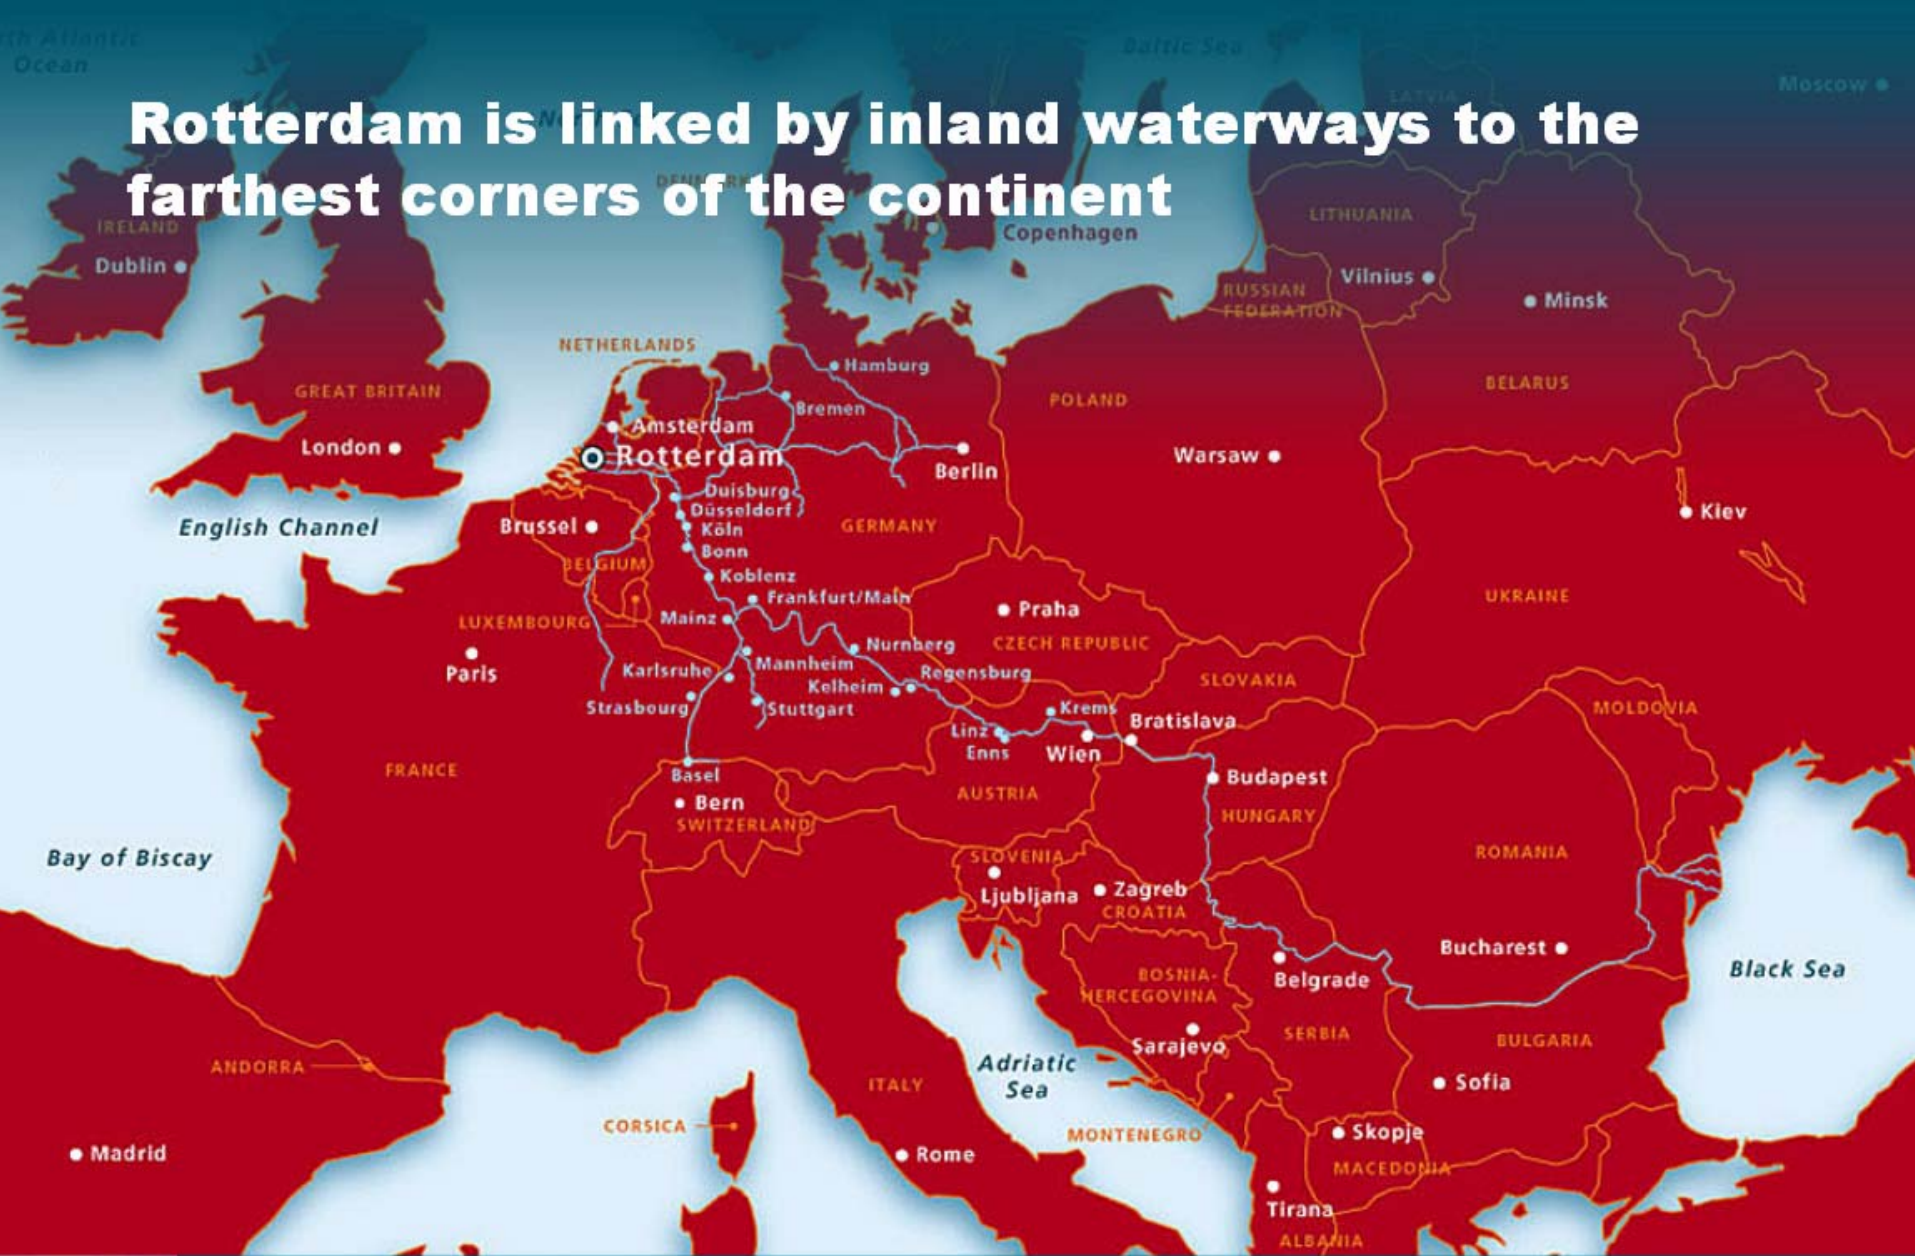 Rotterdam is linked by inland waterways to the
farthest corners of the continent
Ocean
Baltic Sea
Moscow
LATVIA
IRELAND
Dublin
LITHUANIA
Copenhagen
Vilnius
RUSSIAN
FEDERATION
Minsk
NETHERLANDS
Hamburg
GREAT BRITAIN
BELARUS
POLAND
Bremen
Amsterdam
London
Rotterdam
Warsaw
Berlin
Duisburg
Düsseldorf
Kiev
English Channel
Brussel
Köln
GERMANY
Bonn
BELGIUM
Koblenz
Frankfurt/Main
UKRAINE
Praha
LUXEMBOURG
Mainz
Nurnberg
CZECH REPUBLIC
Paris
Karlsruhe
Mannheim
Regensburg
Kelheim
SLOVAKIA
Strasbourg
Stuttgart
Krems
MOLDOVIA
Bratislava
Linz
Enns
Wien
FRANCE
Basel
Budapest
Bern
AUSTRIA
SWITZERLAND
HUNGARY
Bay of Biscay
SLOVENIA
ROMANIA
Ljubljana
Zagreb
CROATIA
Bucharest
Belgrade
BOSNIA-
HERCEGOVINA
Black Sea
SERBIA
Sarajevo
BULGARIA
ANDORRA
Adriatic
Sea
ITALY
Sofia
CORSICA
MONTENEGRO
Skopje
Madrid
Rome
MACEDONIA
Tirana
ALBANIA